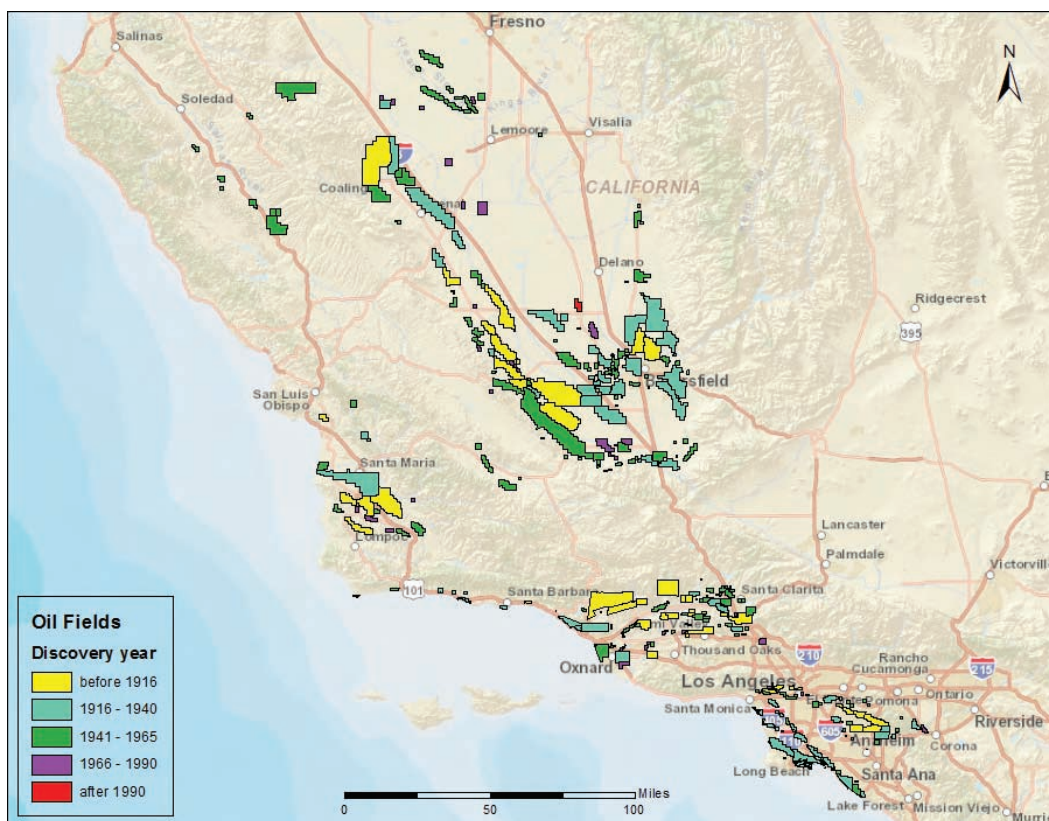 Fresno
Salinas
N
Soledad
Visalia
Lemoore
CALIFORNIA
Coaling
Delano
Ridgecrest
395
San Luis
Obispo
Santa Maria
Lompoc
Lancaster
Palmdale
Victorville
101
Santa Barbara
Santa Clarita
Thousand Oaks
210
Oxnard
Los Angeles
Rancho
Cucamonga
215
Santa Monica
Pomona
Ontario
Riverside
605
Anaheim
Corona
Long Beach
Santa Ana
Lake Forest
Mission Viejo
Oil Fields
Discovery year
before 1916
1916 - 1940
1941 - 1965
1966 - 1990
after 1990
Miles
0
50
100